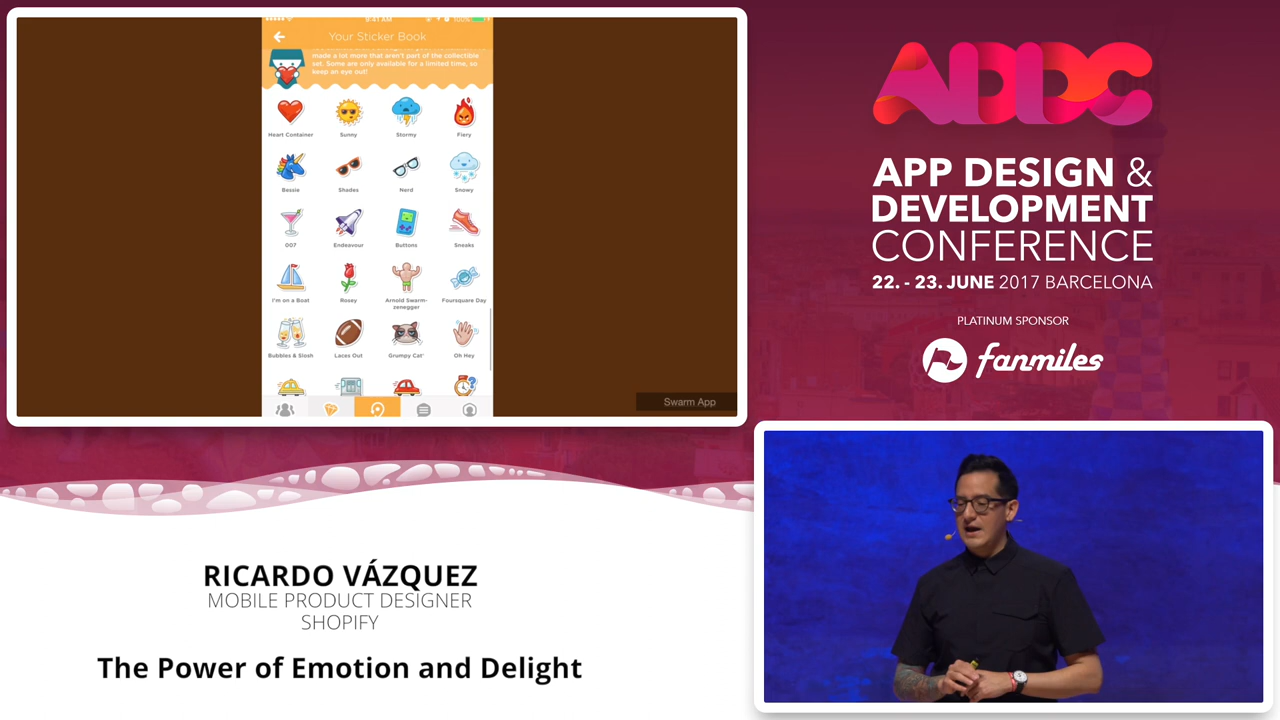 9:41 AM
100%
Your Sticker Book
made a lot more that aren't part of the collectible
set. Some are only available for a limited time, so
keep an eye out!
Heart Container
Sunny
Stormy
Fiery
Bessie
Shades
Nerd
Snowy
007
Endeavour
Buttons
Sneaks
I'm on a Boat
Rosey
Arnold Swarm-
zenegger
Foursquare Day
Bubbles & Slosh
Laces Out
Grumpy Cat'
Oh Hey
Swarm App
ADDC
APP DESIGN &
DEVELOPMENT
CONFERENCE
22. - 23. JUNE 2017 BARCELONA
PLATINUM SPONSOR
fanmiles
RICARDO VÁZQUEZ
MOBILE PRODUCT DESIGNER
SHOPIFY
The Power of Emotion and Delight